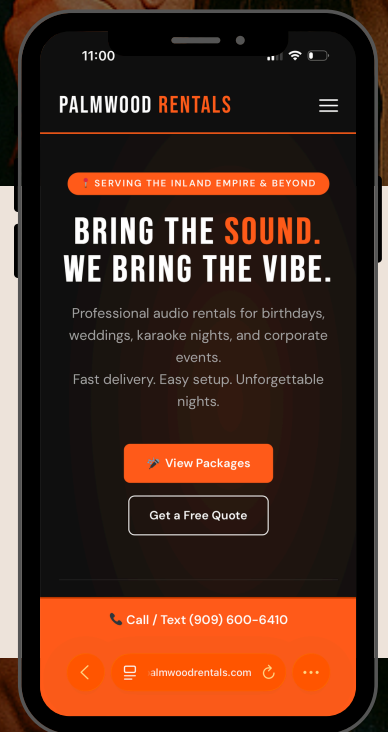 11:00
PALMWOOD RENTALS
SERVING THE INLAND EMPIRE & BEYOND
BRING THE SOUND.
WE BRING THE VIBE.
Professional audio rentals for birthdays,
weddings, karaoke nights, and corporate
events.
Fast delivery. Easy setup. Unforgettable
nights.
View Packages
Get a Free Quote
Call / Text (909) 600-6410
almwoodrentals.com